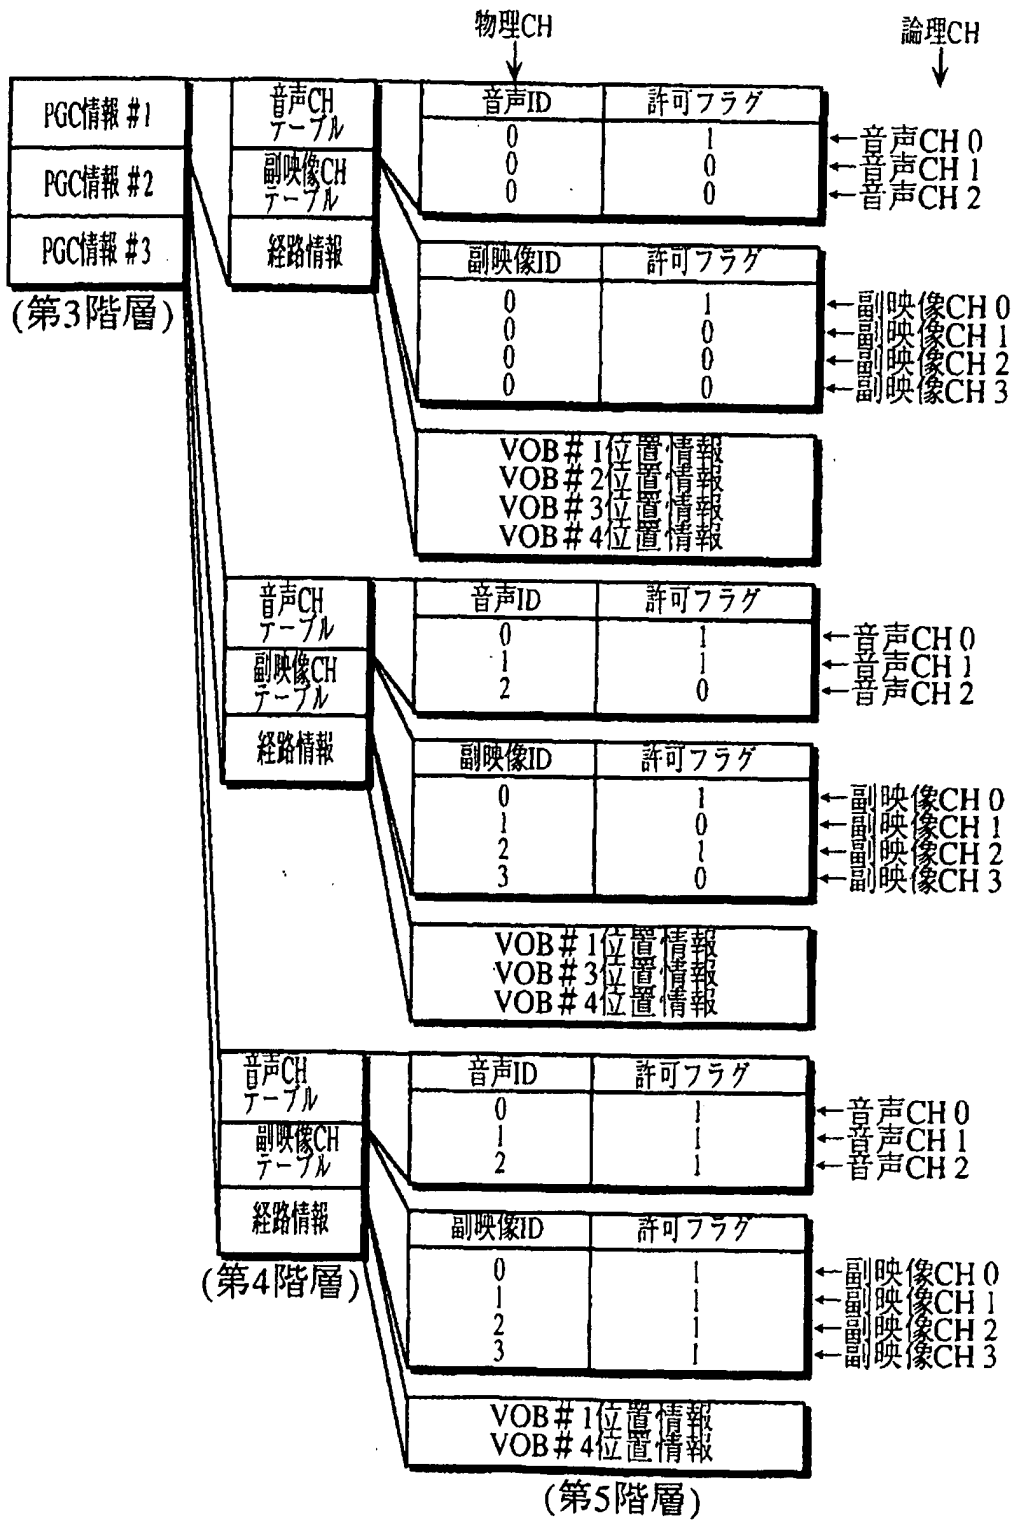 物理CH
論理CH
PGC情報 #1
PGC情報 #2
PGC情報 #3
(第3階層)
音声CH
テーブル
副映像CH
テーブル
経路情報
音声ID 許可フラグ
0 1 ←音声CH 0
0 0 ←音声CH 1
0 0 ←音声CH 2
副映像ID 許可フラグ
0 1 ←副映像CH 0
0 0 ←副映像CH 1
0 0 ←副映像CH 2
0 0 ←副映像CH 3
VOB＃1位置情報
VOB＃2位置情報
VOB＃3位置情報
VOB＃4位置情報
音声CH
テーブル
副映像CH
テーブル
経路情報
音声ID 許可フラグ
0 1 ←音声CH 0
1 1 ←音声CH 1
2 0 ←音声CH 2
副映像ID 許可フラグ
0 1 ←副映像CH 0
1 0 ←副映像CH 1
2 1 ←副映像CH 2
3 0 ←副映像CH 3
VOB＃1位置情報
VOB＃3位置情報
VOB＃4位置情報
音声CH
テーブル
副映像CH
テーブル
経路情報
(第4階層)
音声ID 許可フラグ
0 1 ←音声CH 0
1 1 ←音声CH 1
2 1 ←音声CH 2
副映像ID 許可フラグ
0 1 ←副映像CH 0
1 1 ←副映像CH 1
2 1 ←副映像CH 2
3 1 ←副映像CH 3
VOB＃1位置情報
VOB＃4位置情報
(第5階層)